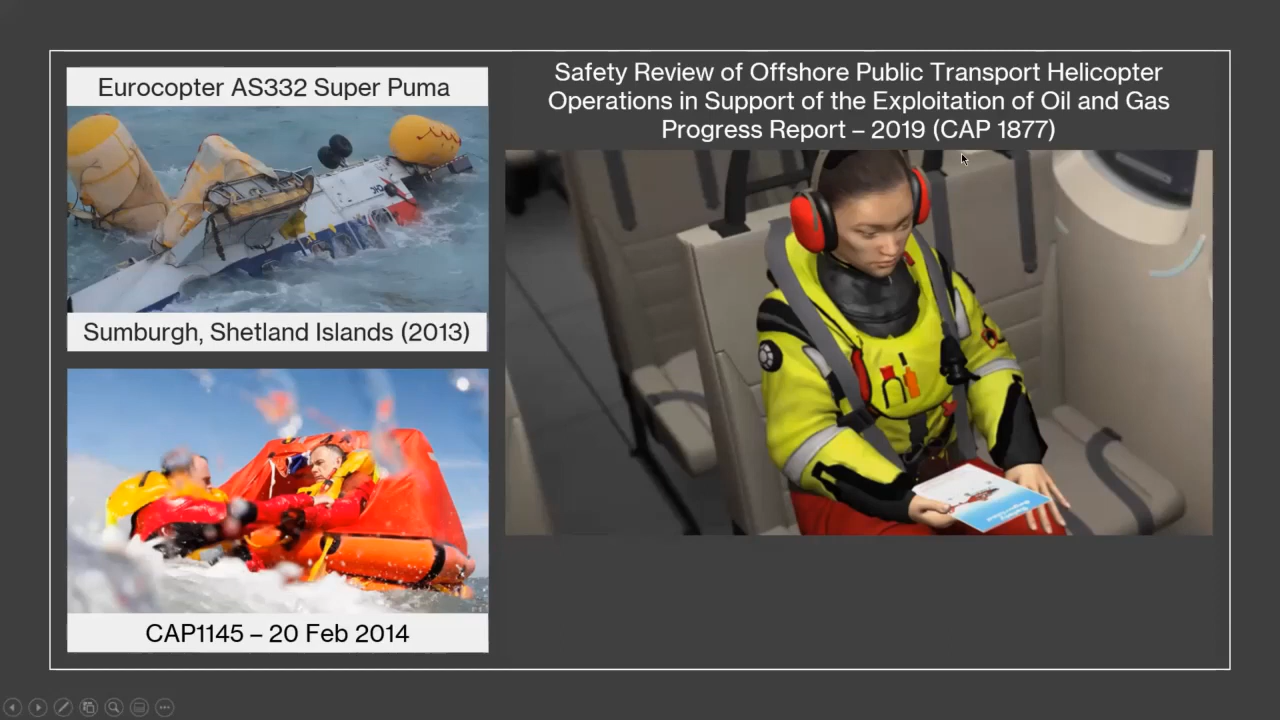 Eurocopter AS332 Super Puma
Sumburgh, Shetland Islands (2013)
CAP1145 – 20 Feb 2014
Safety Review of Offshore Public Transport Helicopter
Operations in Support of the Exploitation of Oil and Gas
Progress Report – 2019 (CAP 1877)